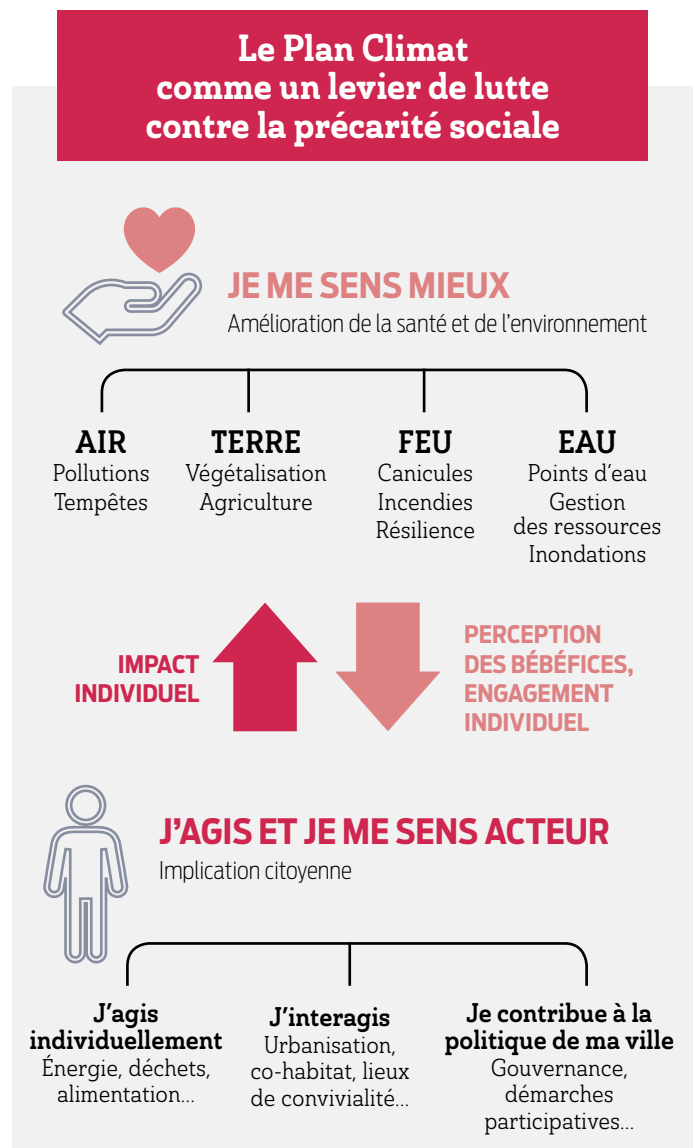 Le Plan Climat
comme un levier de lutte
contre la précarité sociale
JE ME SENS MIEUX
Amélioration de la santé et de l'environnement
AIR
Pollutions
Tempêtes
TERRE
Végétalisation
Agriculture
FEU
Canicules
Incendies
Résilience
EAU
Points d'eau
Gestion
des ressources
Inondations
IMPACT
INDIVIDUEL
PERCEPTION
DES BÉBÉFICES,
ENGAGEMENT
INDIVIDUEL
J'AGIS ET JE ME SENS ACTEUR
Implication citoyenne
J'agis
individuellement
Énergie, déchets,
alimentation...
J'interagis
Urbanisation,
co-habitat, lieux
de convivialité...
Je contribue à la
politique de ma ville
Gouvernance,
démarches
participatives...